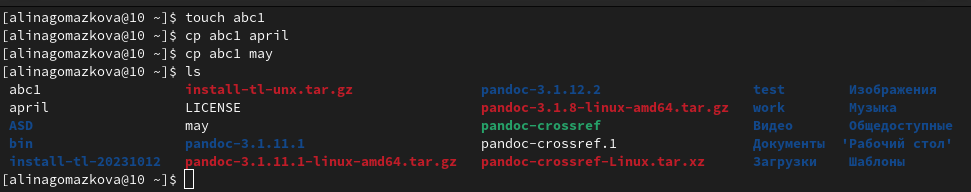 [alinagomazkova@10 ~]$ touch abc1
[alinagomazkova@10 ~]$ cp abc1 april
[alinagomazkova@10 ~]$ cp abc1 may
[alinagomazkova@10 ~]$ ls
abc1 install-tl-unx.tar.gz pandoc-3.1.12.2 test Изображения
april LICENSE pandoc-3.1.8-linux-amd64.tar.gz work Музыка
ASD may pandoc-crossref Видео Общедоступные
bin pandoc-3.1.11.1 pandoc-crossref.1 Документы 'Рабочий стол'
install-tl-20231012 pandoc-3.1.11.1-linux-amd64.tar.gz pandoc-crossref-Linux.tar.xz Загрузки Шаблоны
[alinagomazkova@10 ~]$